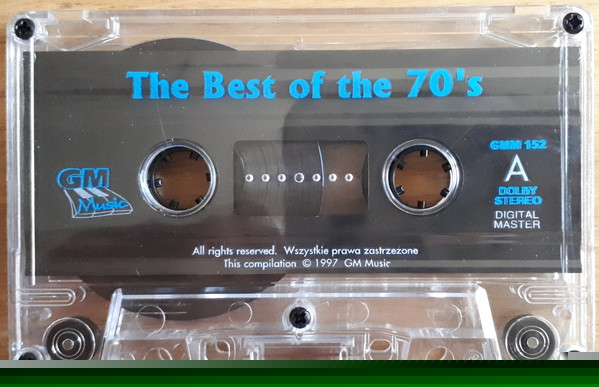 The Best of the 70's
GMM 152
GM
Music
A
DOLBY
STEREO
DIGITAL
MASTER
All rights reserved. Wszystkie prawa zastrzeżone
This compilation © 1997 GM Music